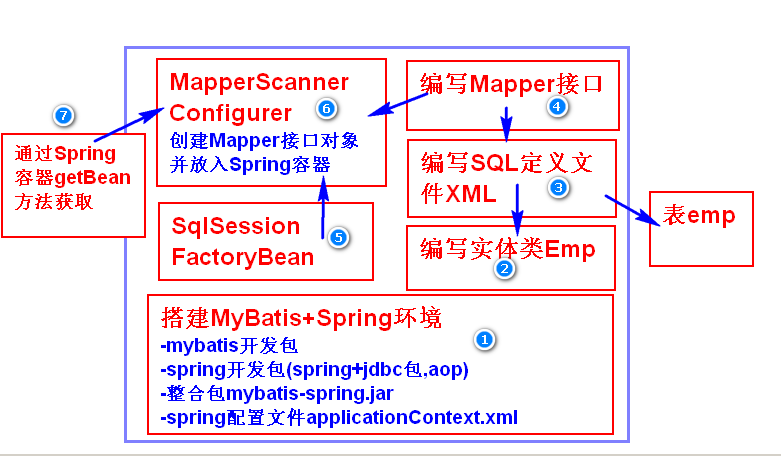 MapperScanner
Configurer
⑥
创建Mapper接口对象
并放入Spring容器
编写Mapper接口
④
⑦
通过Spring
容器getBean
方法获取
编写SQL定义文
件XML
③
表emp
SqlSession
FactoryBean
⑤
编写实体类Emp
②
搭建MyBatis+Spring环境
①
-mybatis开发包
-spring开发包(spring+jdbc包,aop)
-整合包mybatis-spring.jar
-spring配置文件applicationContext.xml